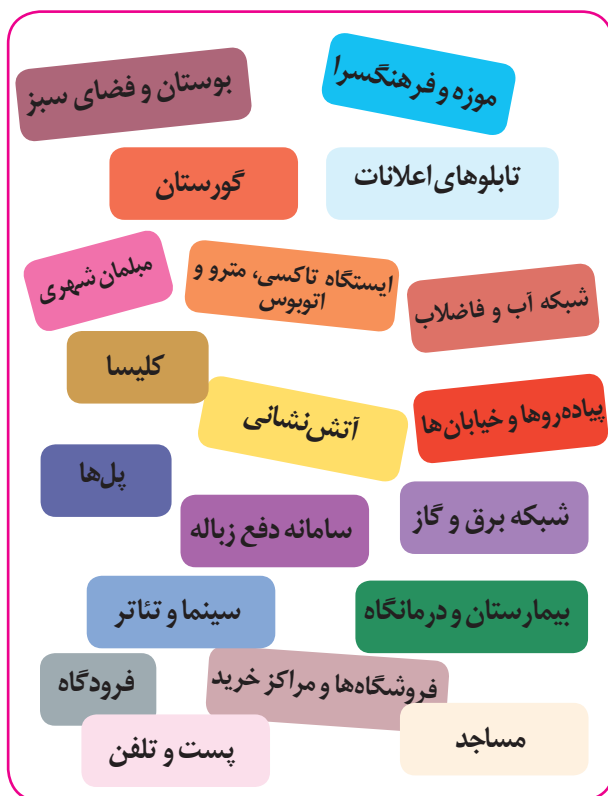 موزه و فرهنگسرا
بوستان و فضای سبز
تابلوهای اعلانات
گورستان
مبلمان شهری
ایستگاه تاکسی، مترو و
اتوبوس
شبکه آب و فاضلاب
کلیسا
آتش‌نشانی
پیاده‌روها و خیابان‌ها
پل‌ها
سامانه دفع زباله
شبکه برق و گاز
سینما و تئاتر
بیمارستان و درمانگاه
فرودگاه
فروشگاه‌ها و مراکز خرید
پست و تلفن
مساجد